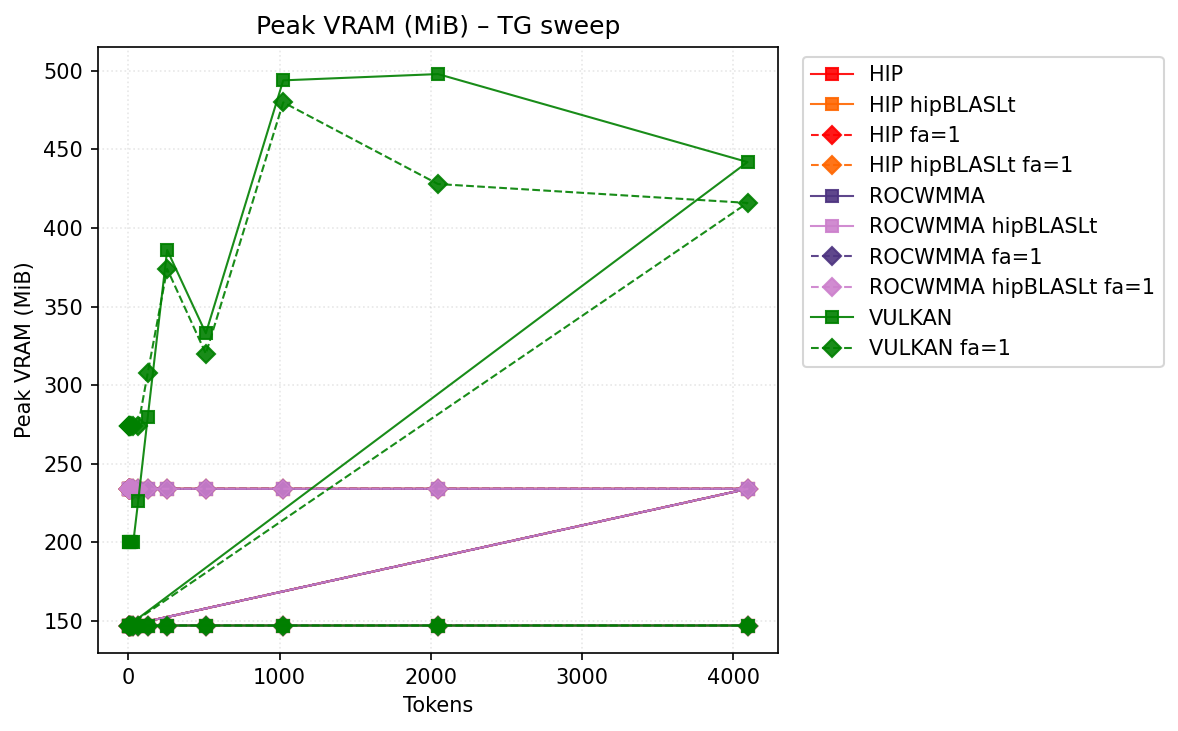 Peak VRAM (MiB) – TG sweep
500
450
400
350
300
250
200
150
Peak VRAM (MiB)
0
1000
2000
3000
4000
Tokens
HIP
HIP hipBLASLt
HIP fa=1
HIP hipBLASLt fa=1
ROCWMMA
ROCWMMA hipBLASLt
ROCWMMA fa=1
ROCWMMA hipBLASLt fa=1
VULKAN
VULKAN fa=1